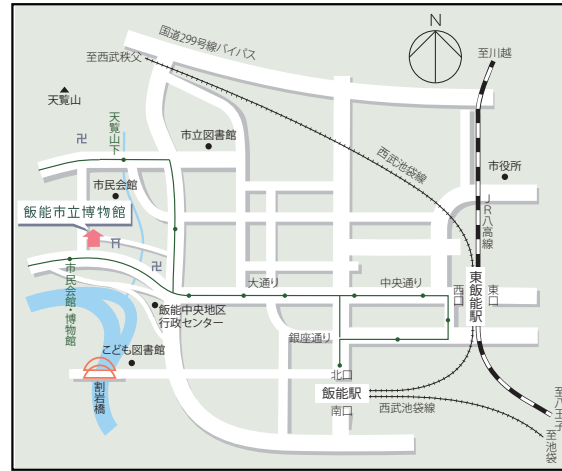 国道299号線バイパス
N
至西武秩父
至川越
天覧山
天覧山下
卍
市立図書館
西武池袋線
市役所
市民会館
飯能市立博物館
JR八高線
卍
大通り
中央通り
西口
東飯能駅
東口
市民会館・博物館
飯能中央地区
行政センター
銀座通り
こども図書館
割岩橋
北口
飯能駅
南口
西武池袋線
至八王子
至池袋